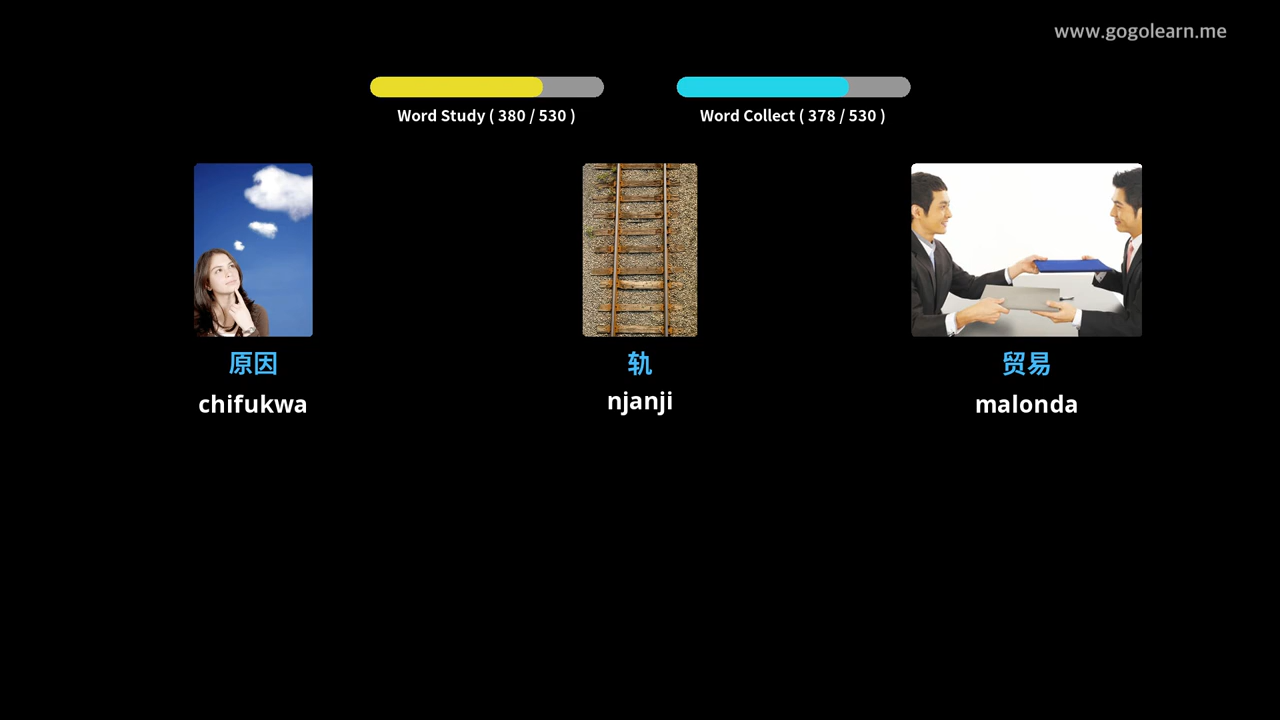 www.gogolearn.me
Word Study ( 380 / 530 )
Word Collect ( 378 / 530 )
原因
轨
贸易
chifukwa
njanji
malonda